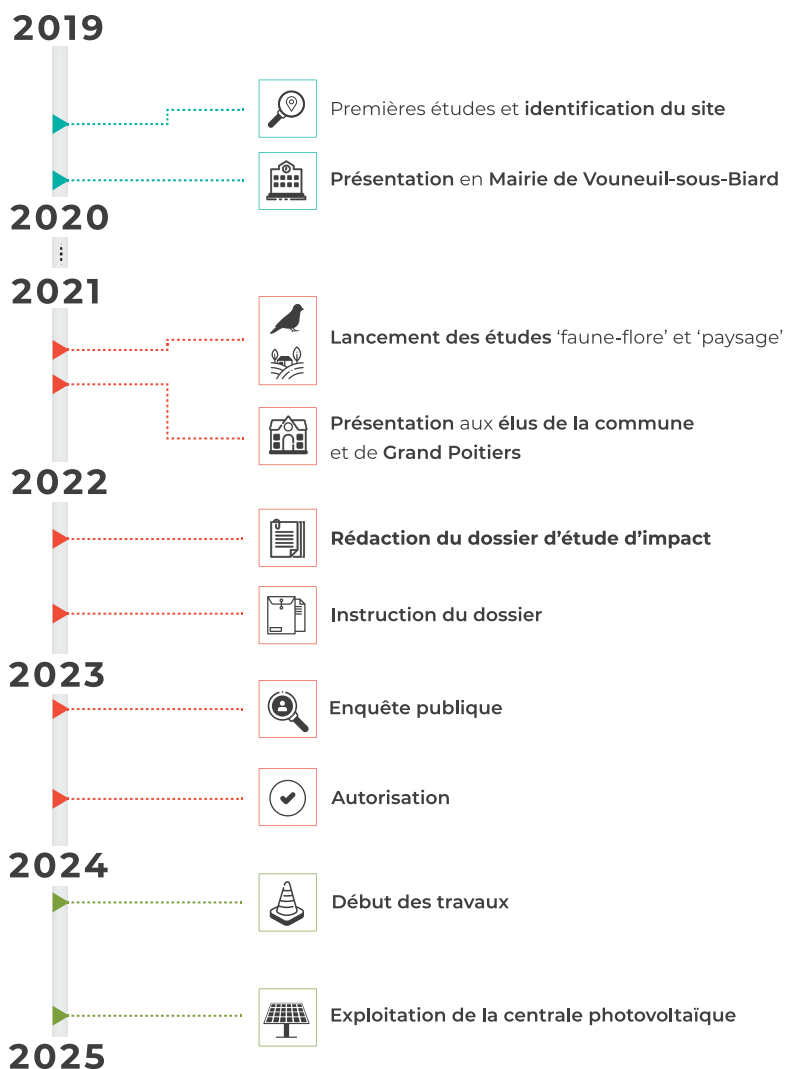 2019
Premières études et identification du site
Présentation en Mairie de Vouneuil-sous-Biard
2020
2021
Lancement des études ‘faune-flore’ et ‘paysage’
Présentation aux élus de la commune
et de Grand Poitiers
2022
Rédaction du dossier d’étude d’impact
Instruction du dossier
2023
Enquête publique
Autorisation
2024
Début des travaux
Exploitation de la centrale photovoltaïque
2025